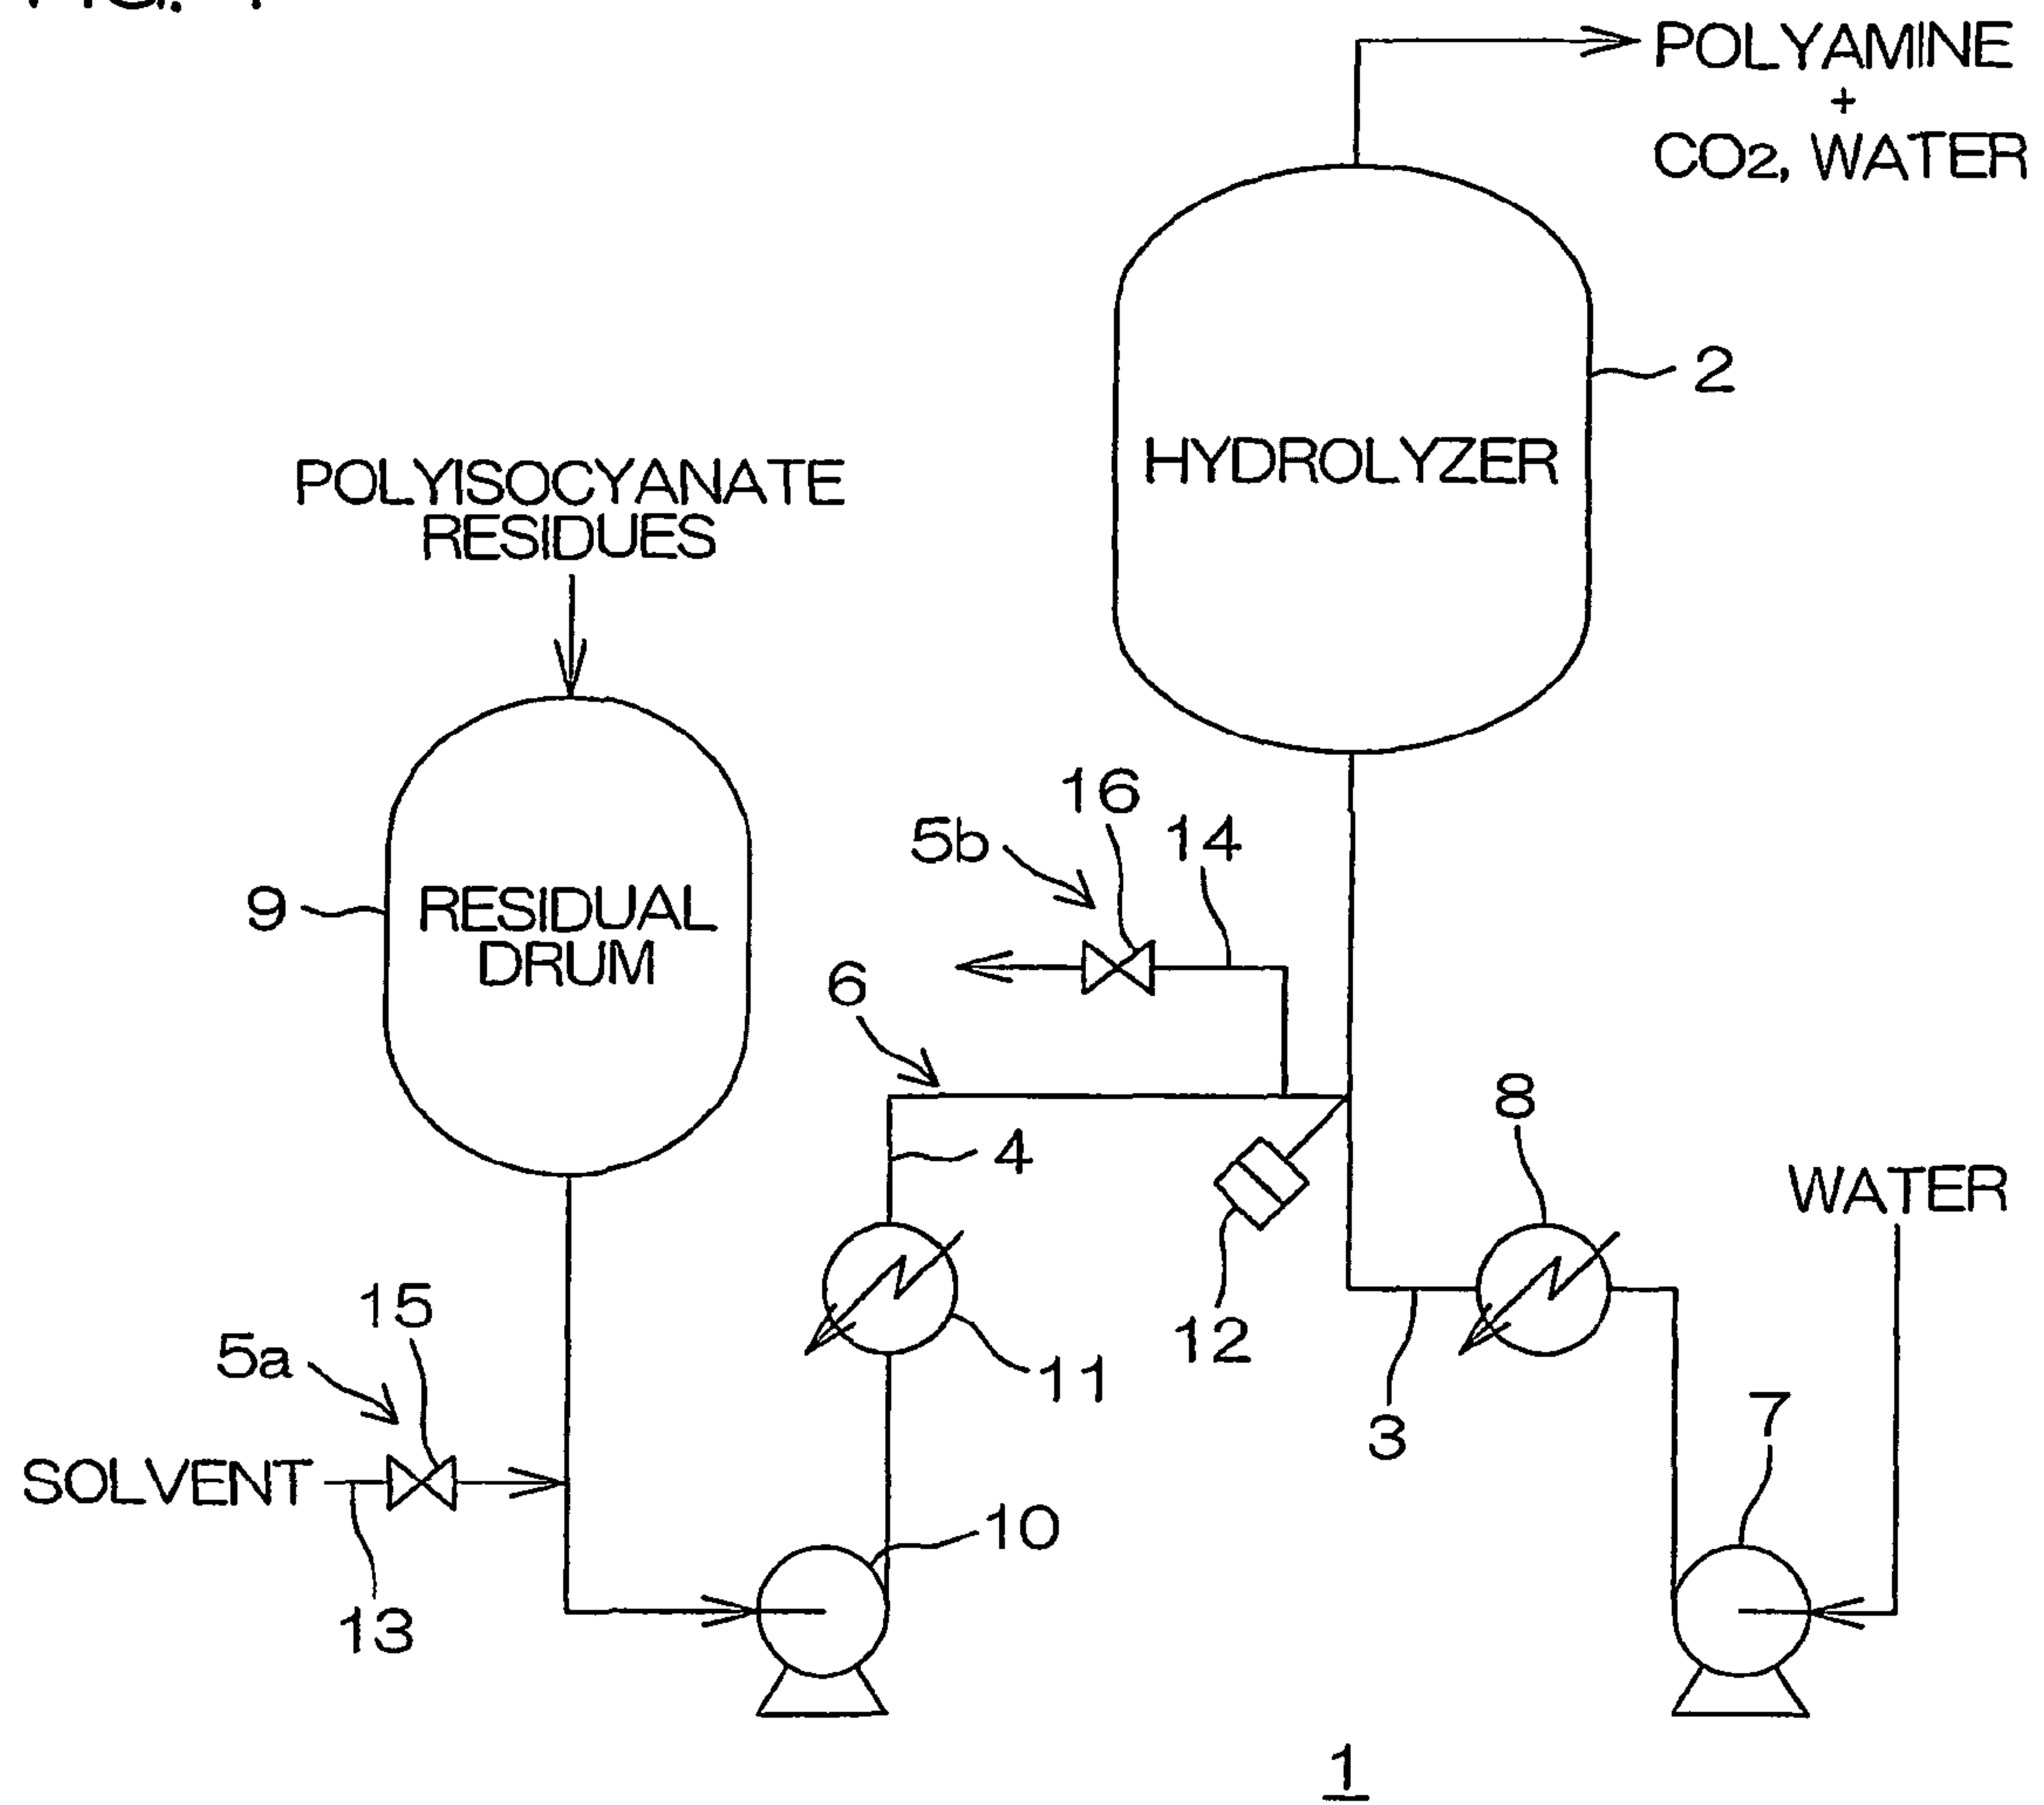 POLYAMINE
+
CO2, WATER
2
HYDROLYZER
POLYISOCYANATE
RESIDUES
16
5b
14
9
RESIDUAL
DRUM
6
8
4
WATER
12
15
5a
11
3
7
SOLVENT
10
13
1